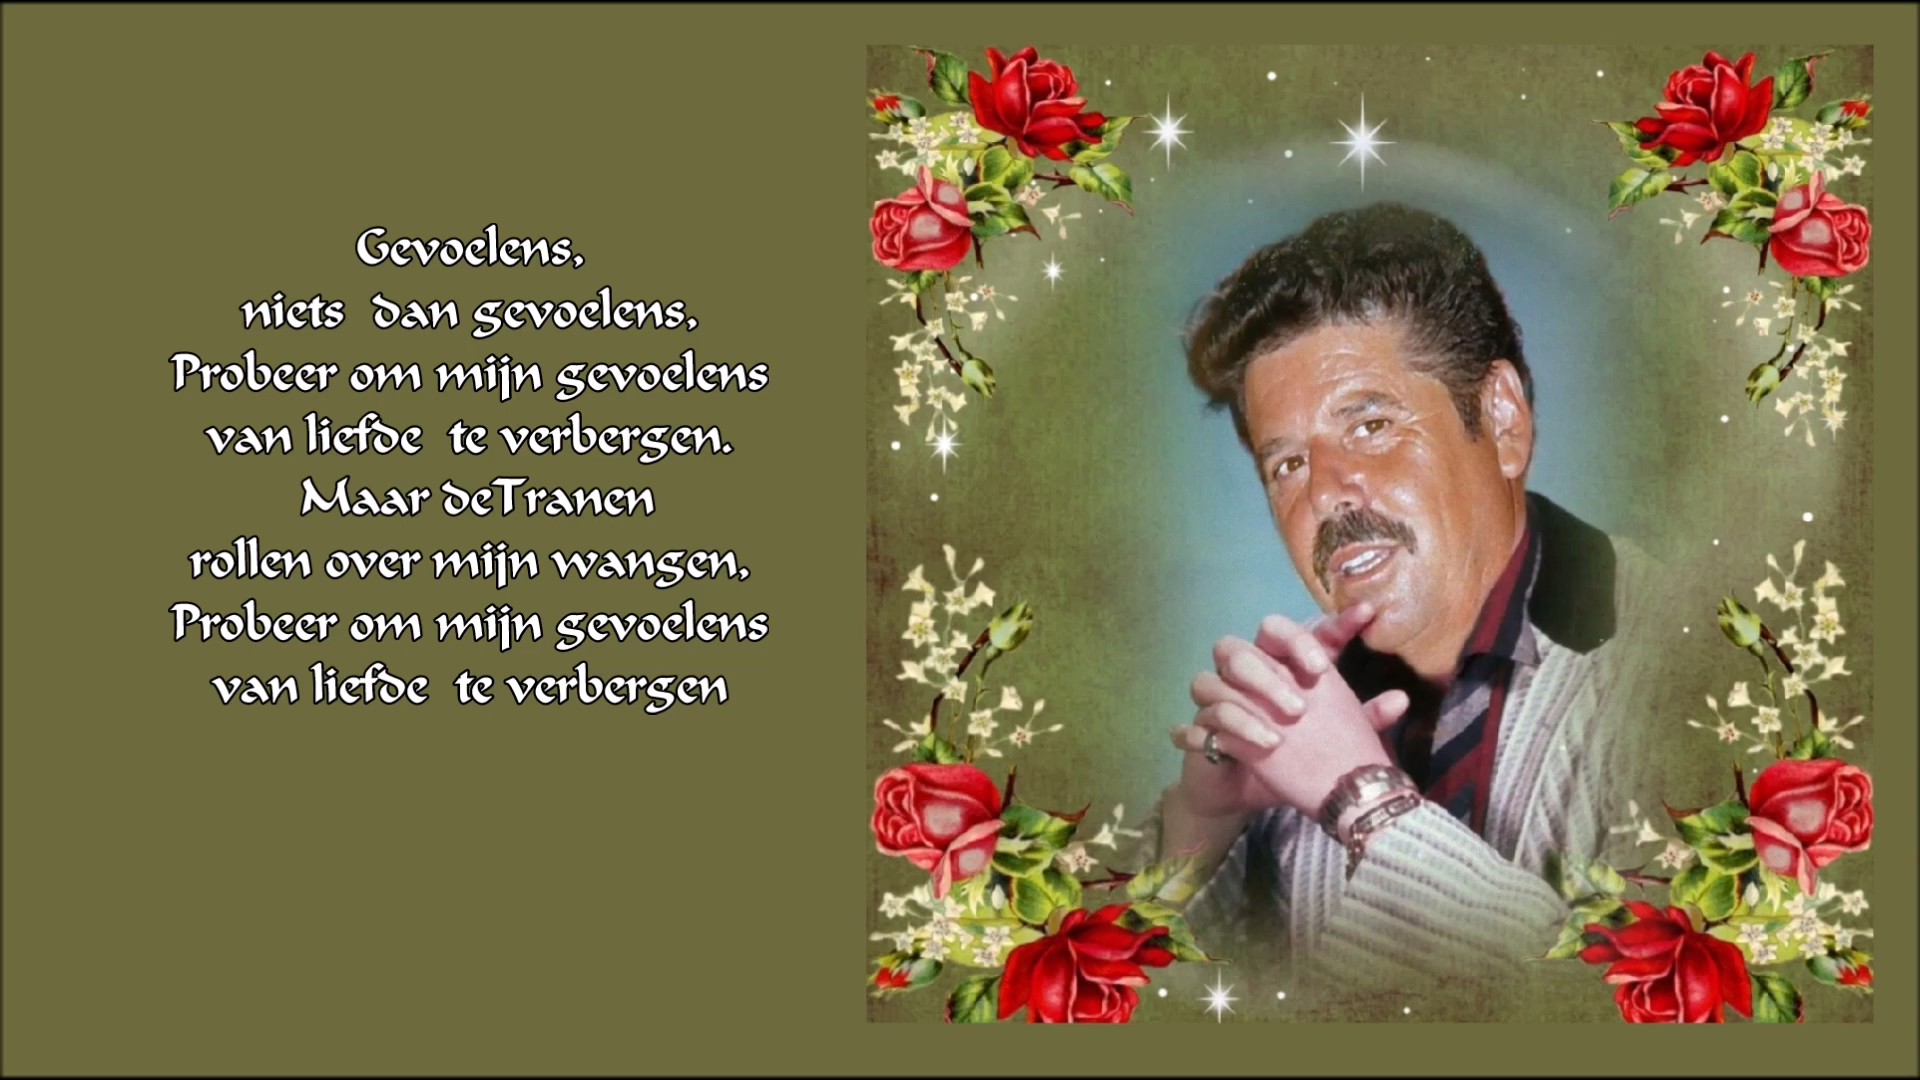 Gevoelens,
niets dan gevoelens,
Probeer om mijn gevoelens
van liefde te verbergen.
Maar deTranen
rollen over mijn wangen,
Probeer om mijn gevoelens
van liefde te verbergen